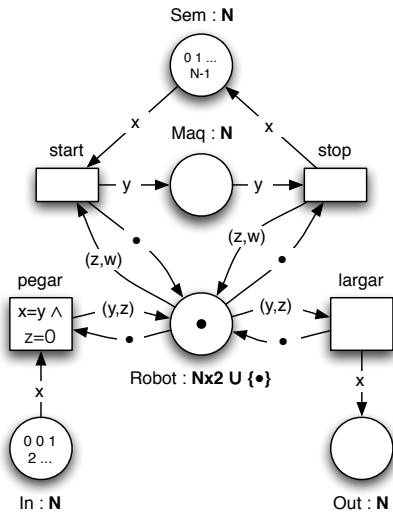 Sem : N
0 1 ...
N-1
x
x
start
Maq : N
stop
y
y
(z,w)
•
(z,w)
•
pegar
largar
x=y ∧
z=0
(y,z)
•
•
(y,z)
•
x
Robot : Nx2 U {•}
x
0 0 1
2 ...
In : N
Out : N